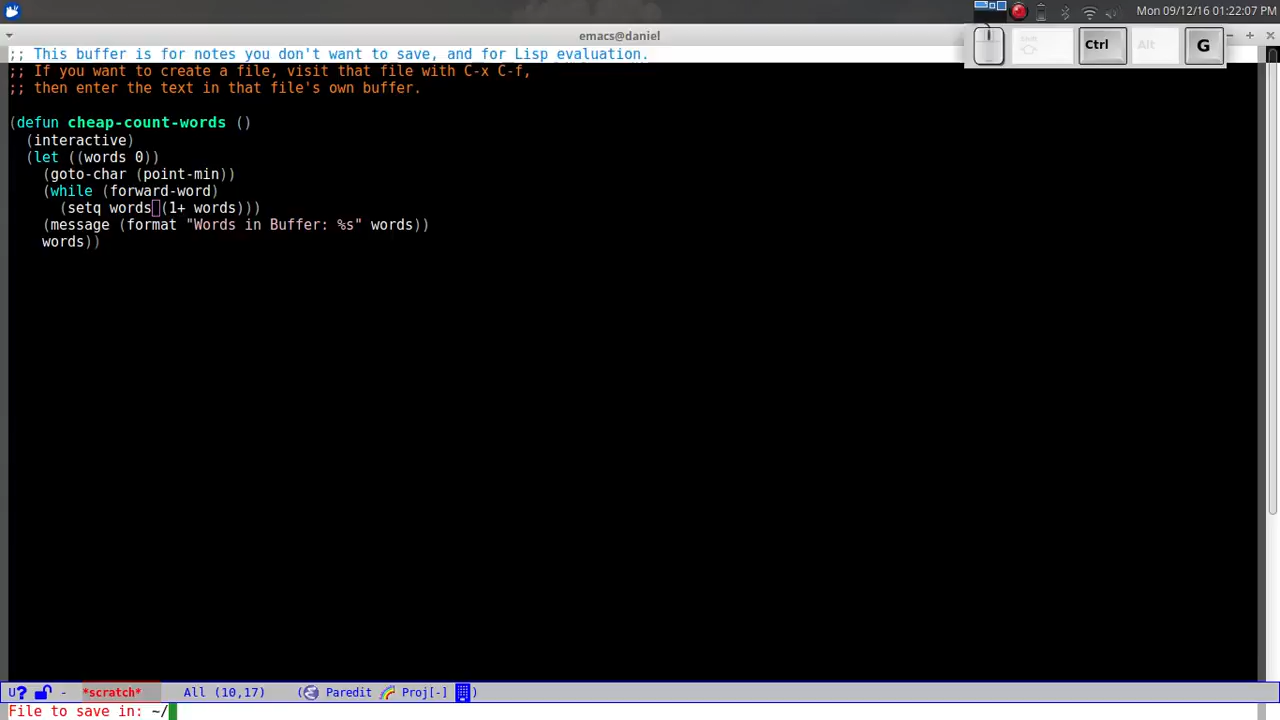 Mon 09/12/16 01:22:07 PM
emacs@daniel
Ctrl
Alt
G
;; This buffer is for notes you don't want to save, and for Lisp evaluation.
;; If you want to create a file, visit that file with C-x C-f,
;; then enter the text in that file's own buffer.
(defun cheap-count-words ()
(interactive)
(let ((words 0))
(goto-char (point-min))
(while (forward-word)
(setq words (1+ words)))
(message (format "Words in Buffer: %s" words))
words))
U? - *scratch* All (10,17) ( Paredit Proj[-] )
File to save in: ~/